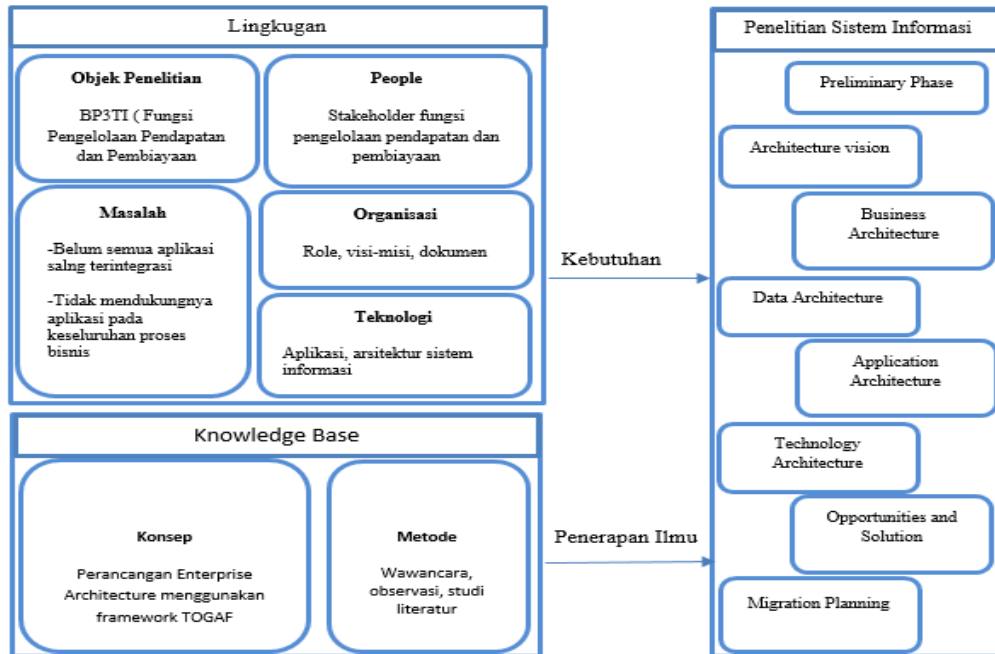 Lingkugan
Objek Penelitian
BP3TI ( Fungsi
Pengelolaan Pendapatan
dan Pembiayaan
People
Stakeholder fungsi
pengelolaan pendapatan dan
pembiayaan
Masalah
-Belum semua aplikasi
salng terintegrasi
-Tidak mendukungnya
aplikasi pada
keseluruhan proses
bisnis
Organisasi
Role, visi-misi, dokumen
Teknologi
Aplikasi, arsitektur sistem
informasi
Knowledge Base
Konsep
Perancangan Enterprise
Architecture menggunakan
framework TOGAF
Metode
Wawancara,
observasi, studi
literatur
Kebutuhan
Penerapan Ilmu
Penelitian Sistem Informasi
Preliminary Phase
Architecture vision
Business
Architecture
Data Architecture
Application
Architecture
Technology
Architecture
Opportunities and
Solution
Migration Planning